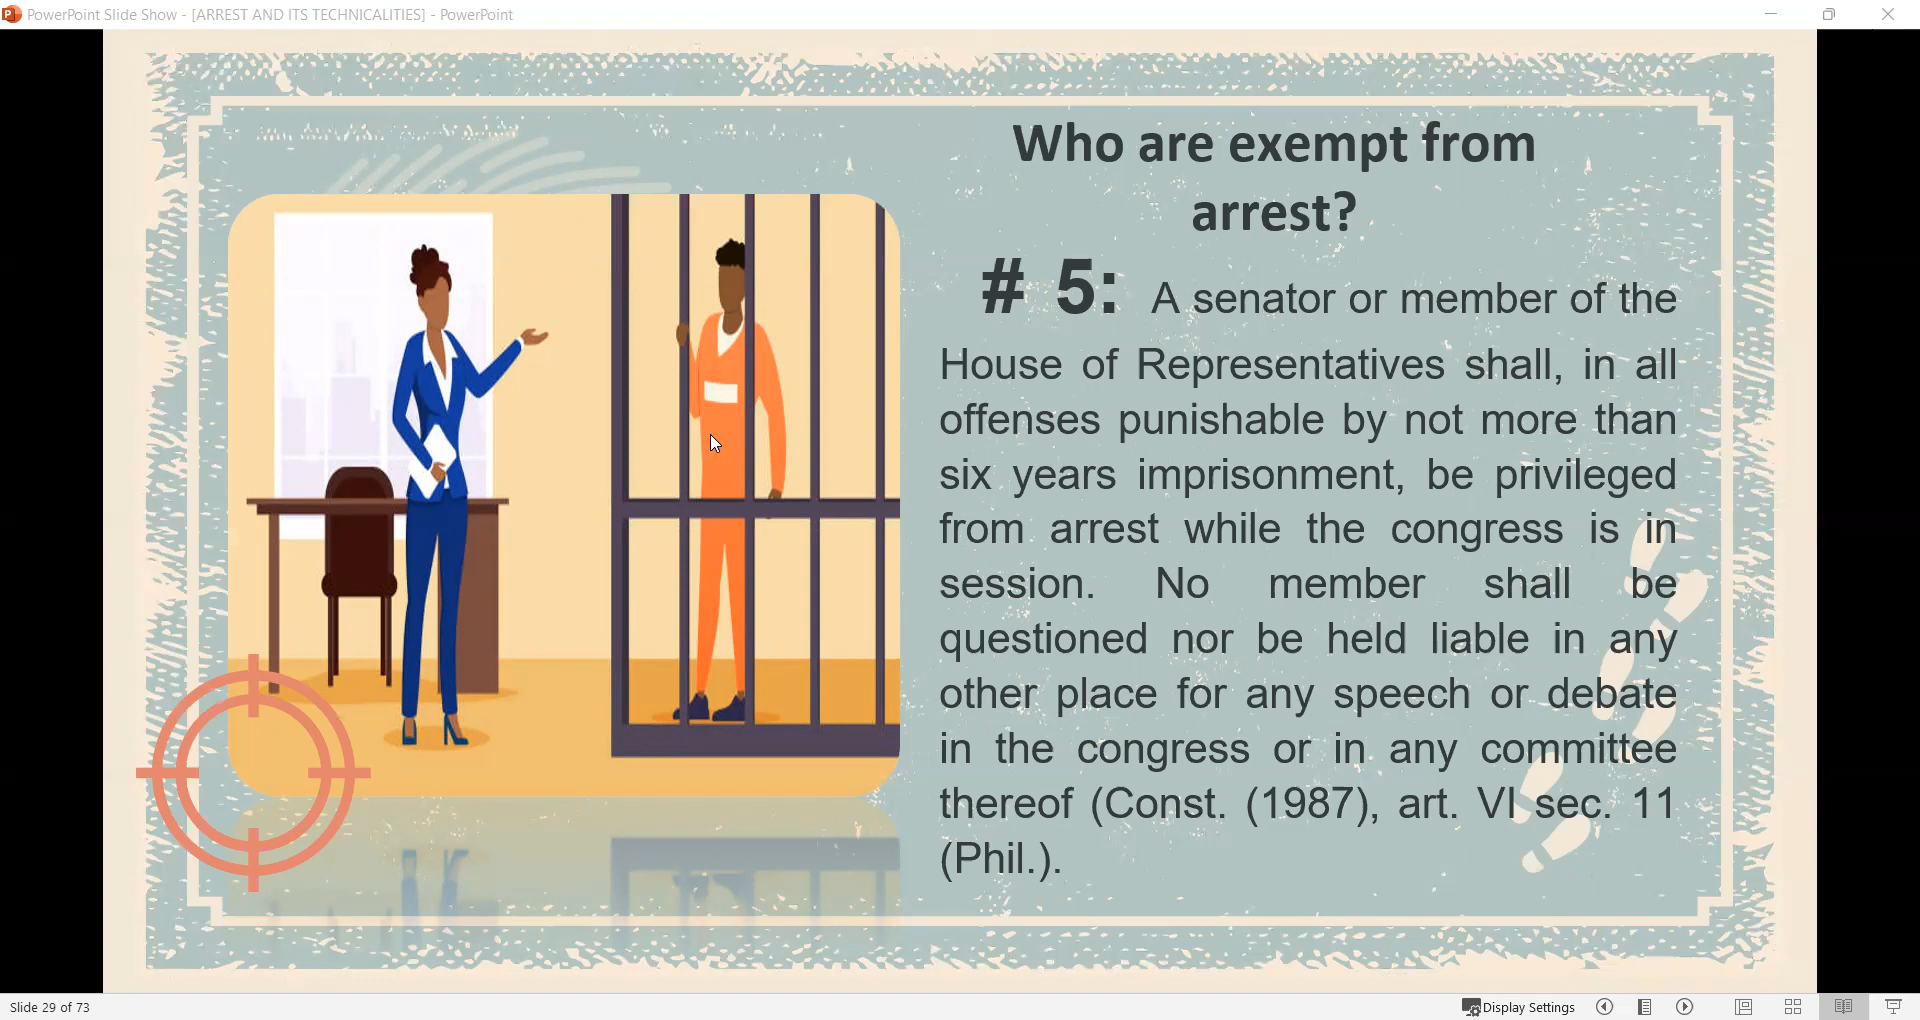 PowerPoint Slide Show - [ARREST AND ITS TECHNICALITIES] - PowerPoint
Who are exempt from
arrest?
# 5: A senator or member of the
House of Representatives shall, in all
offenses punishable by not more than
six years imprisonment, be privileged
from arrest while the congress is in
session. No member shall be
questioned nor be held liable in any
other place for any speech or debate
in the congress or in any committee
thereof (Const. (1987), art. VI sec. 11
(Phil.).
Slide 29 of 73
Display Settings